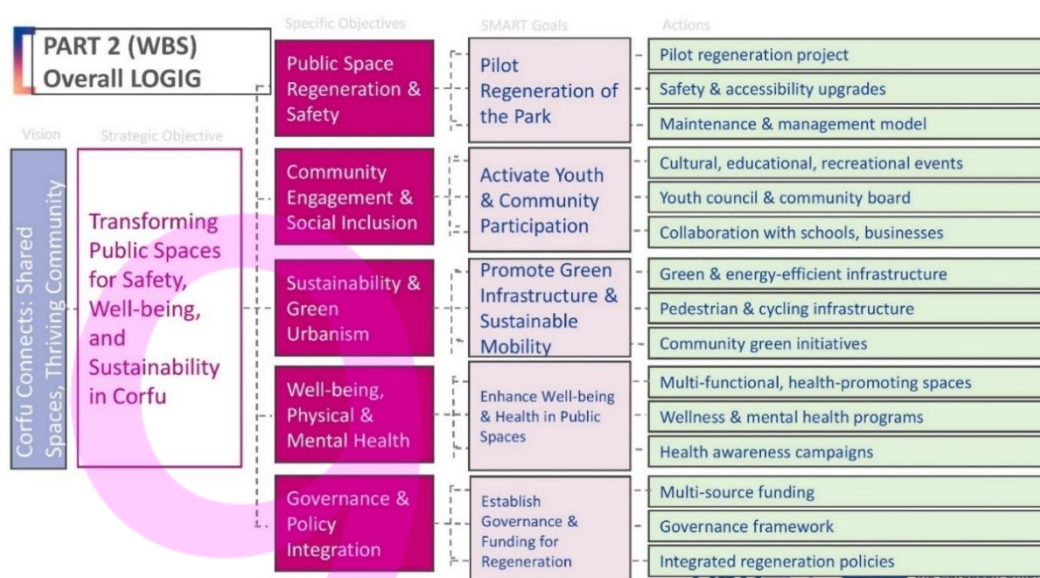 PART 2 (WBS)
Overall LOGIG
Vision
Strategic Objective
Specific Objectives
SMART Goals
Actions
Corfu Connects: Shared
Spaces, Thriving Community
Transforming
Public Spaces
for Safety,
Well-being,
and
Sustainability
in Corfu
Public Space
Regeneration &
Safety
Pilot
Regeneration of
the Park
Pilot regeneration project
Safety & accessibility upgrades
Maintenance & management model
Community
Engagement &
Social Inclusion
Activate Youth
& Community
Participation
Cultural, educational, recreational events
Youth council & community board
Collaboration with schools, businesses
Sustainability &
Green
Urbanism
Promote Green
Infrastructure &
Sustainable
Mobility
Green & energy-efficient infrastructure
Pedestrian & cycling infrastructure
Community green initiatives
Well-being,
Physical &
Mental Health
Enhance Well-being
& Health in Public
Spaces
Multi-functional, health-promoting spaces
Wellness & mental health programs
Health awareness campaigns
Governance &
Policy
Integration
Establish
Governance &
Funding for
Regeneration
Multi-source funding
Governance framework
Integrated regeneration policies